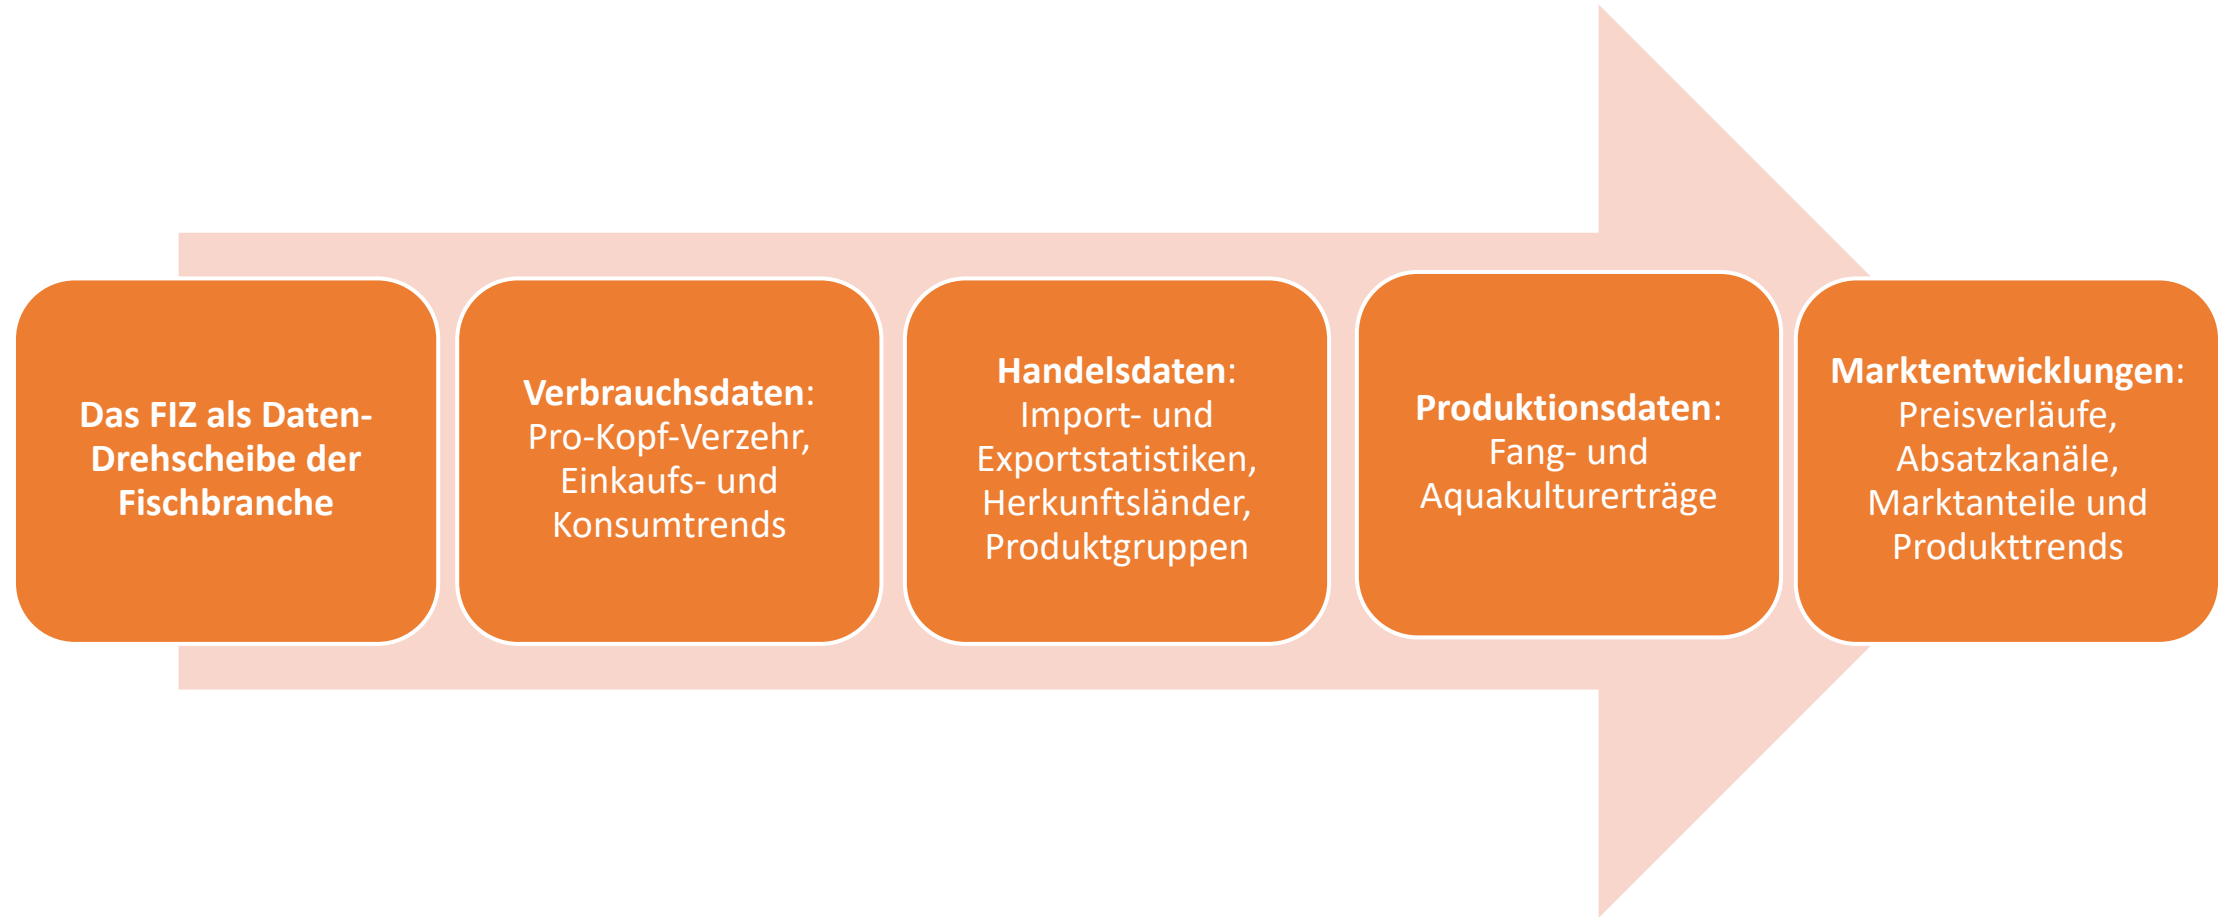 Das FIZ als Daten-
Drehscheibe der
Fischbranche
Verbrauchsdaten:
Pro-Kopf-Verzehr,
Einkaufs- und
Konsumtrends
Handelsdaten:
Import- und
Exportstatistiken,
Herkunftsländer,
Produktgruppen
Produktionsdaten:
Fang- und
Aquakulturerträge
Marktentwicklungen:
Preisverläufe,
Absatzkanäle,
Marktanteile und
Produkttrends